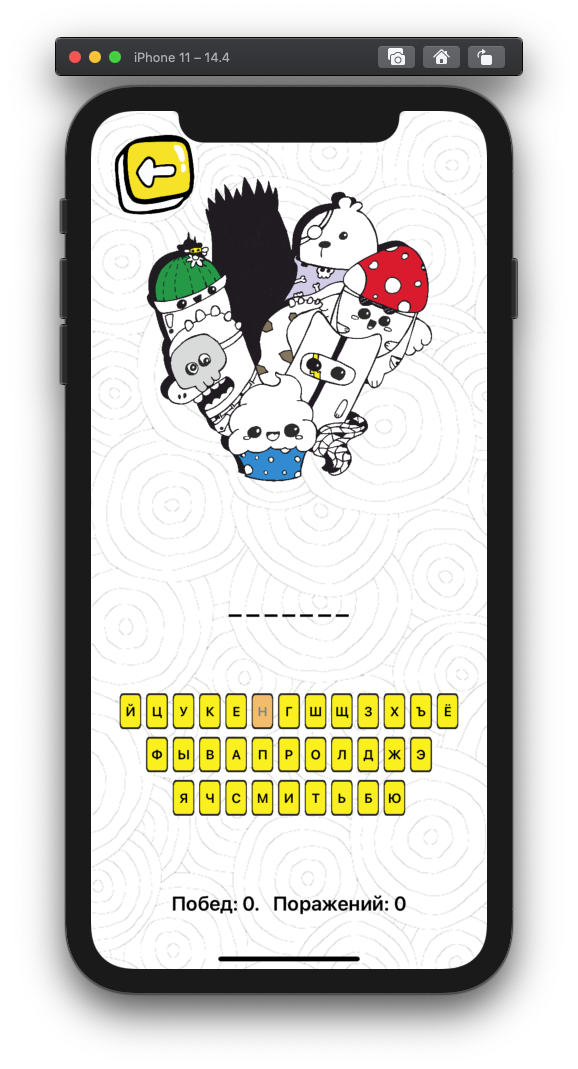 iPhone 11 – 14.4
_ _ _ _ _ _ _
Й Ц У К Е Н Г Ш Щ З Х Ъ Ё
Ф Ы В А П Р О Л Д Ж Э
Я Ч С М И Т Ь Б Ю
Побед: 0. Поражений: 0